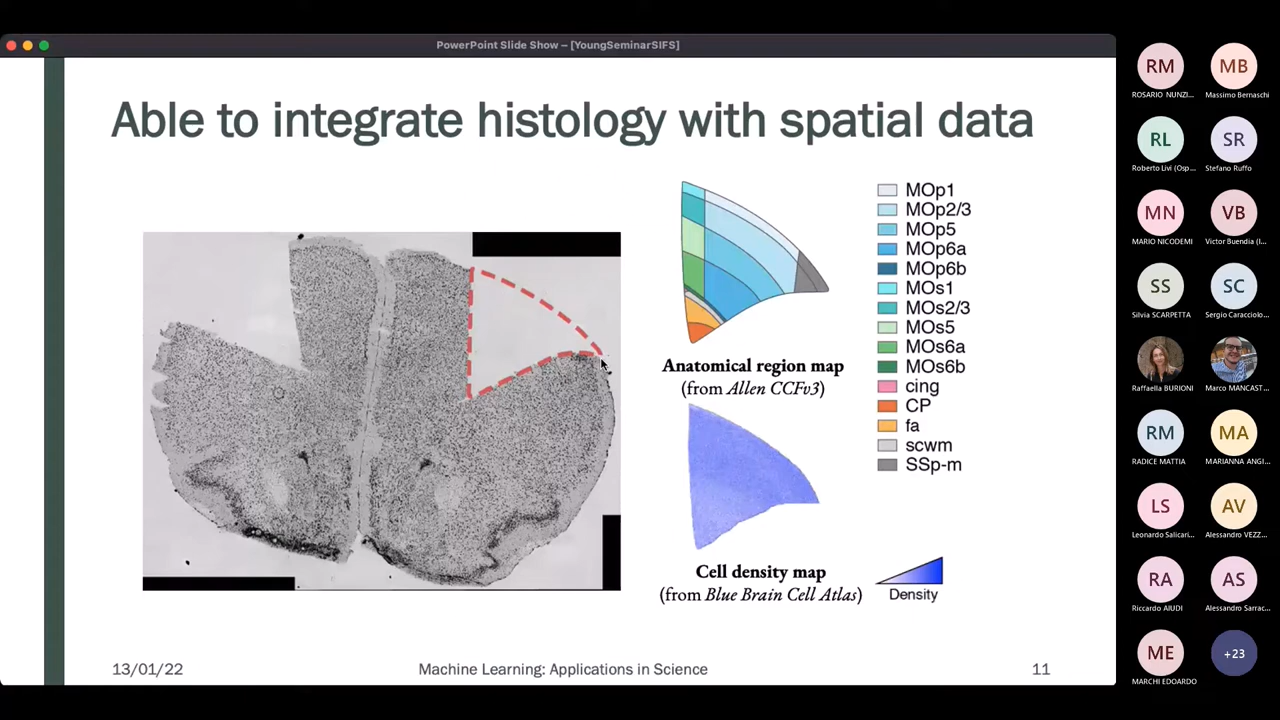 PowerPoint Slide Show – [YoungSeminarSIFS]
Able to integrate histology with spatial data
MOp1
MOp2/3
MOp5
MOp6a
MOp6b
MOs1
MOs2/3
MOs5
MOs6a
MOs6b
cing
CP
fa
scwm
SSp-m
Anatomical region map
(from Allen CCFv3)
Cell density map
(from Blue Brain Cell Atlas)
Density
13/01/22
Machine Learning: Applications in Science
11
RM
ROSARIO NUNZI...
MB
Massimo Bernaschi
RL
Roberto Livi (Osp...
SR
Stefano Ruffo
MN
MARIO NICODEMI
VB
Victor Buendia (I...
SS
Silvia SCARPETTA
SC
Sergio Caracciolo...
Raffaella BURIONI
Marco MANCAST...
RM
RADICE MATTIA
MA
MARIANNA ANGI...
LS
Leonardo Salicari...
AV
Alessandro VEZZ...
RA
Riccardo AIUDI
AS
Alessandro Sarrac...
ME
MARCHI EDOARDO
+23